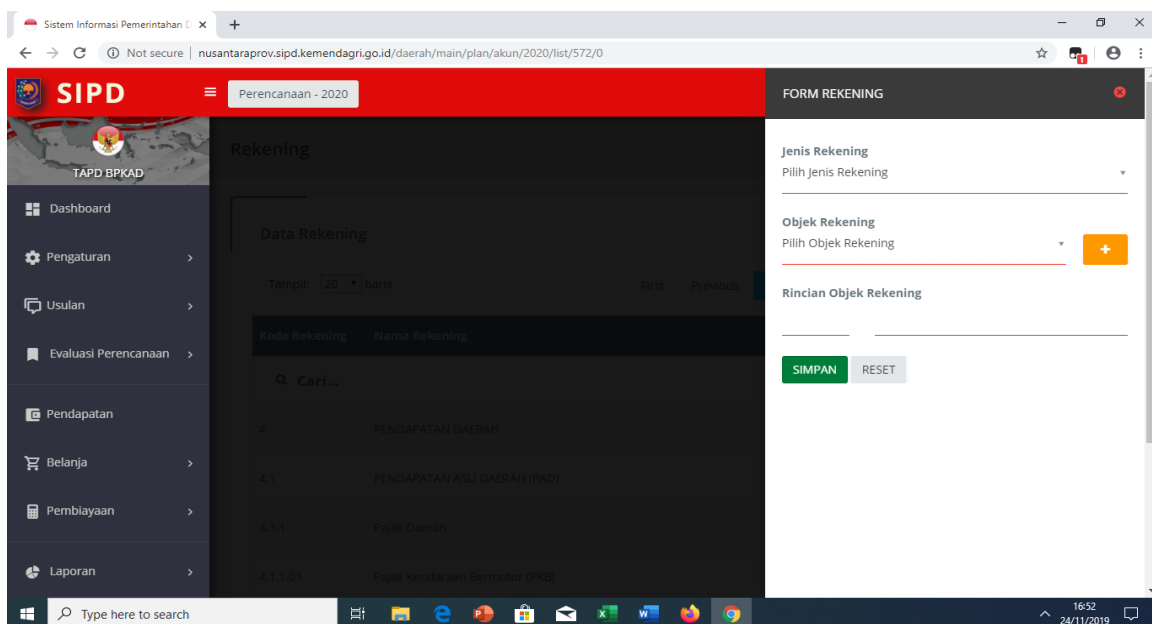 Sistem Informasi Pemerintahan D
Not secure | nusantaraprov.sipd.kemendagri.go.id/daerah/main/plan/akun/2020/list/572/0
1
SIPD
Perencanaan - 2020
FORM REKENING
TAPD BPKAD
Rekening
Jenis Rekening
Pilih Jenis Rekening
Dashboard
Objek Rekening
Pilih Objek Rekening
+
Data Rekening
Pengaturan
Tampil: 20 baris
First Previous
Rincian Objek Rekening
Usulan
Kode Rekening Nama Rekening
Evaluasi Perencanaan
Cari...
SIMPAN RESET
Pendapatan
4 PENDAPATAN DAERAH
Belanja
4.1 PENDAPATAN ASLI DAERAH (PAD)
Pembiayaan
4.1.1 Pajak Daerah
Laporan
4.1.1.01 Pajak Kendaraan Bermotor (PKB)
Type here to search
16:52
24/11/2019